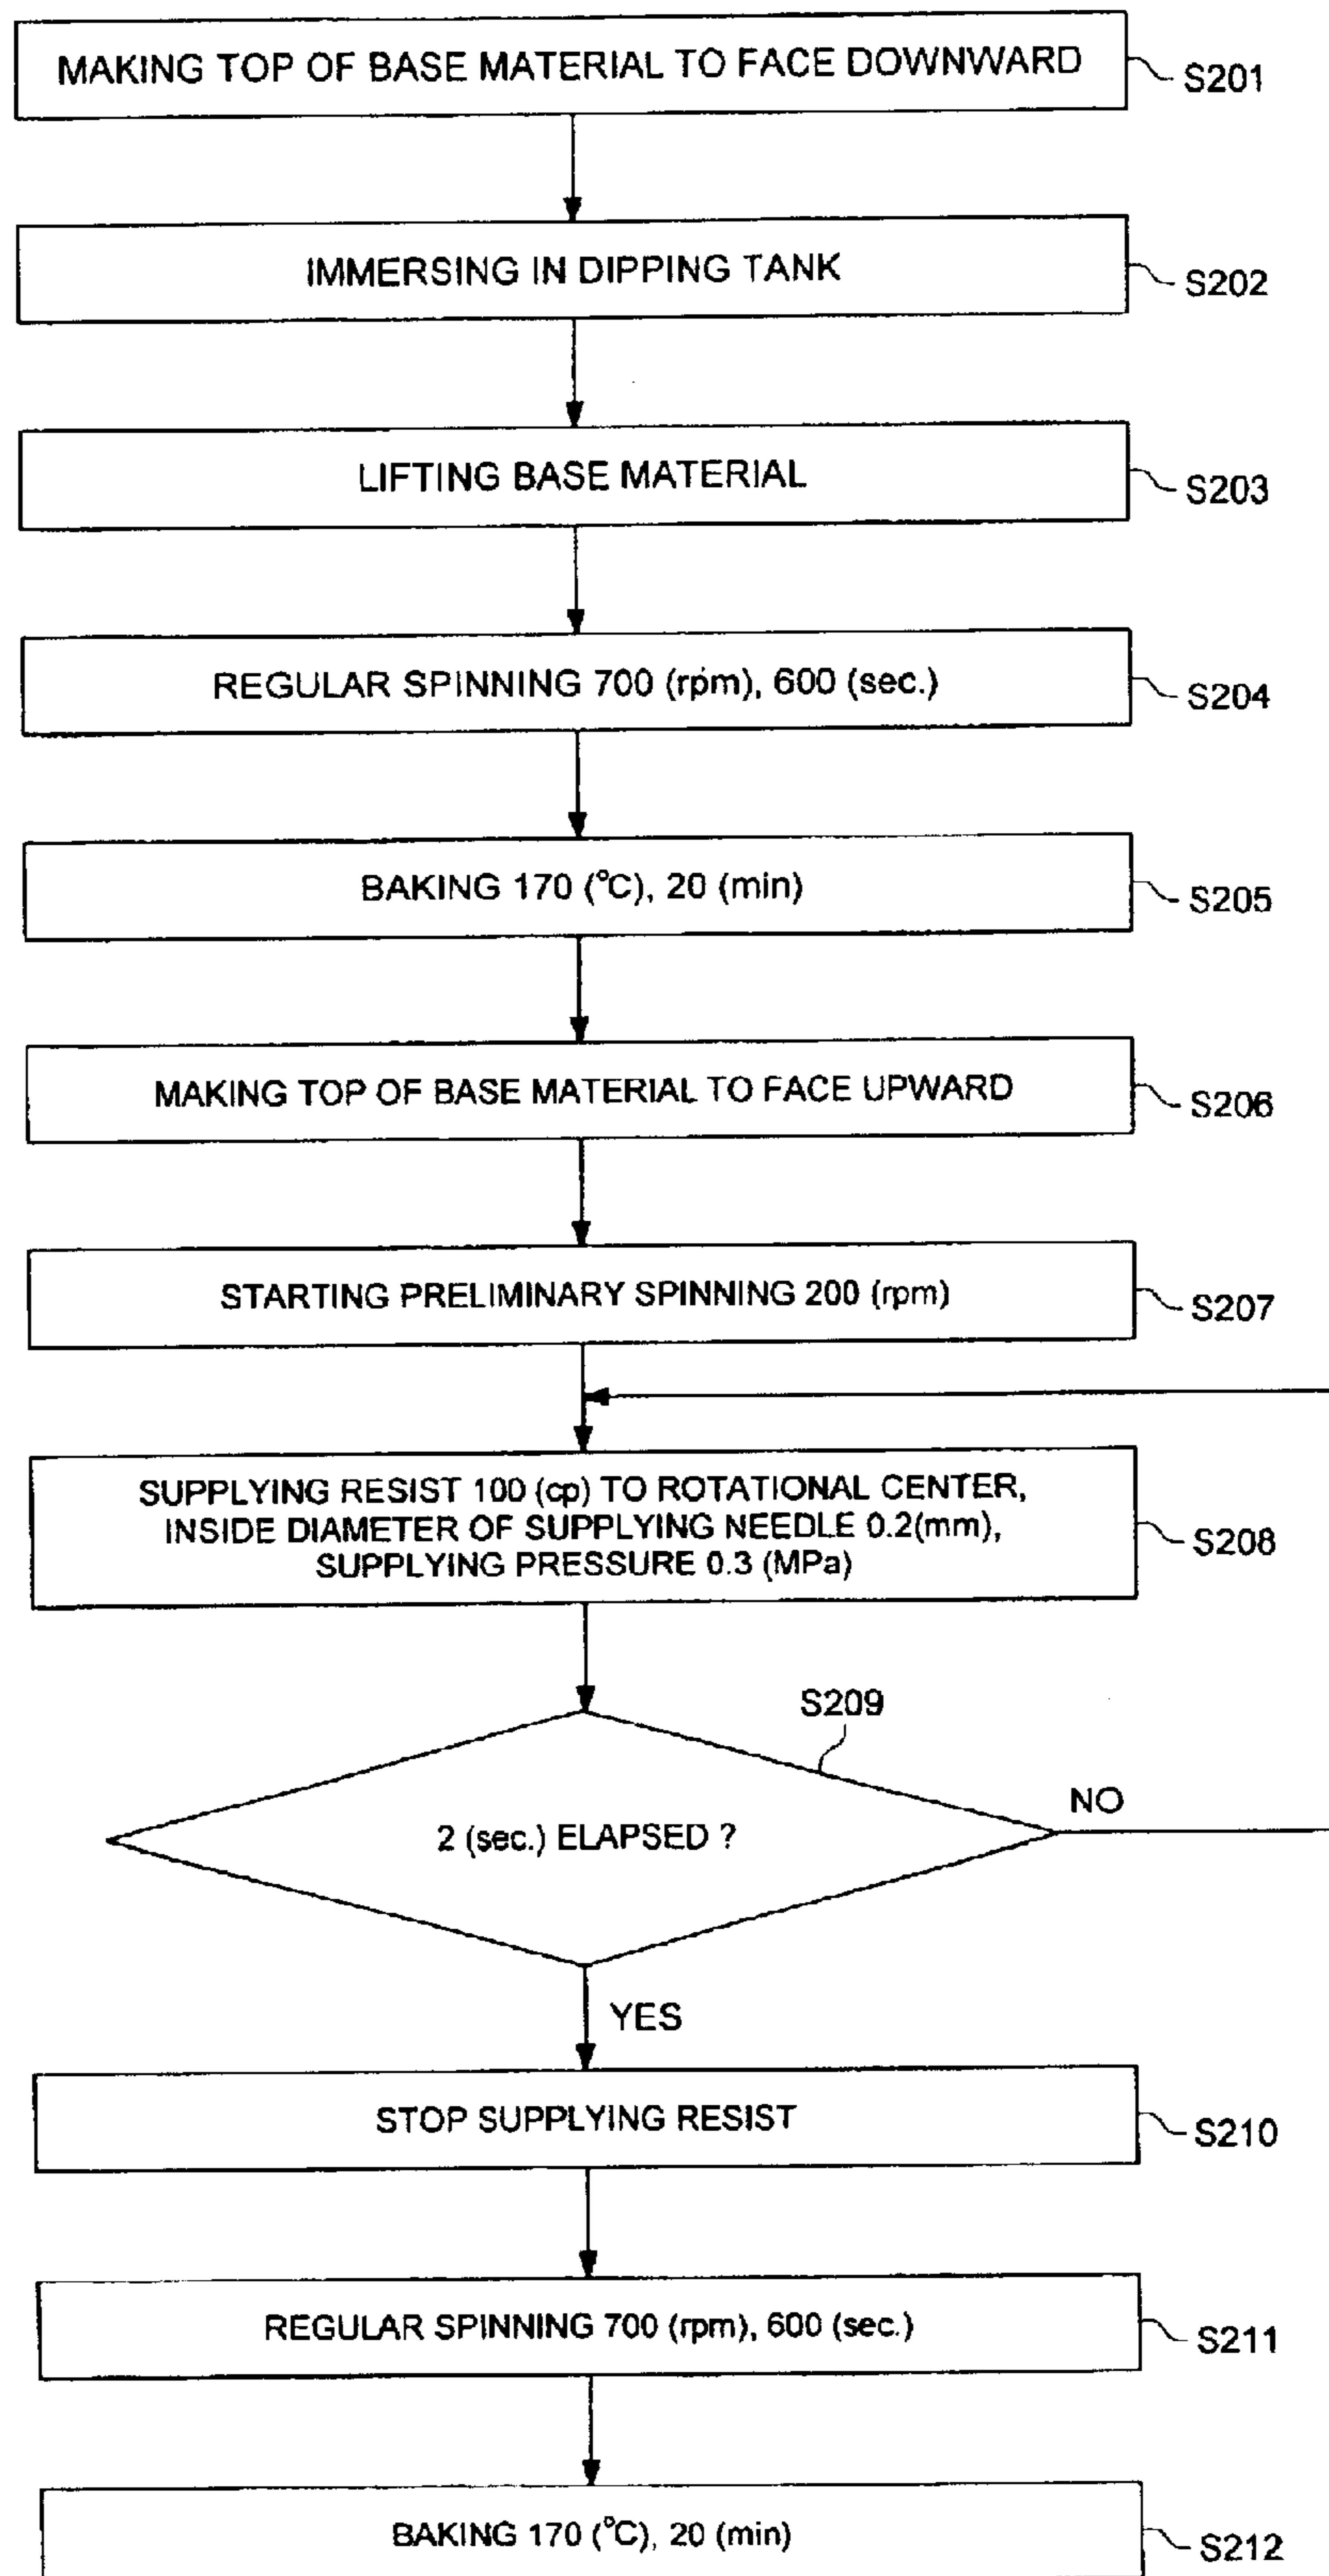 MAKING TOP OF BASE MATERIAL TO FACE DOWNWARD
S201
IMMERSING IN DIPPING TANK
S202
LIFTING BASE MATERIAL
S203
REGULAR SPINNING 700 (rpm), 600 (sec.)
S204
BAKING 170 (°C), 20 (min)
S205
MAKING TOP OF BASE MATERIAL TO FACE UPWARD
S206
STARTING PRELIMINARY SPINNING 200 (rpm)
S207
SUPPLYING RESIST 100 (cp) TO ROTATIONAL CENTER,
INSIDE DIAMETER OF SUPPLYING NEEDLE 0.2(mm),
SUPPLYING PRESSURE 0.3 (MPa)
S208
S209
2 (sec.) ELAPSED ?
NO
YES
STOP SUPPLYING RESIST
S210
REGULAR SPINNING 700 (rpm), 600 (sec.)
S211
BAKING 170 (°C), 20 (min)
S212